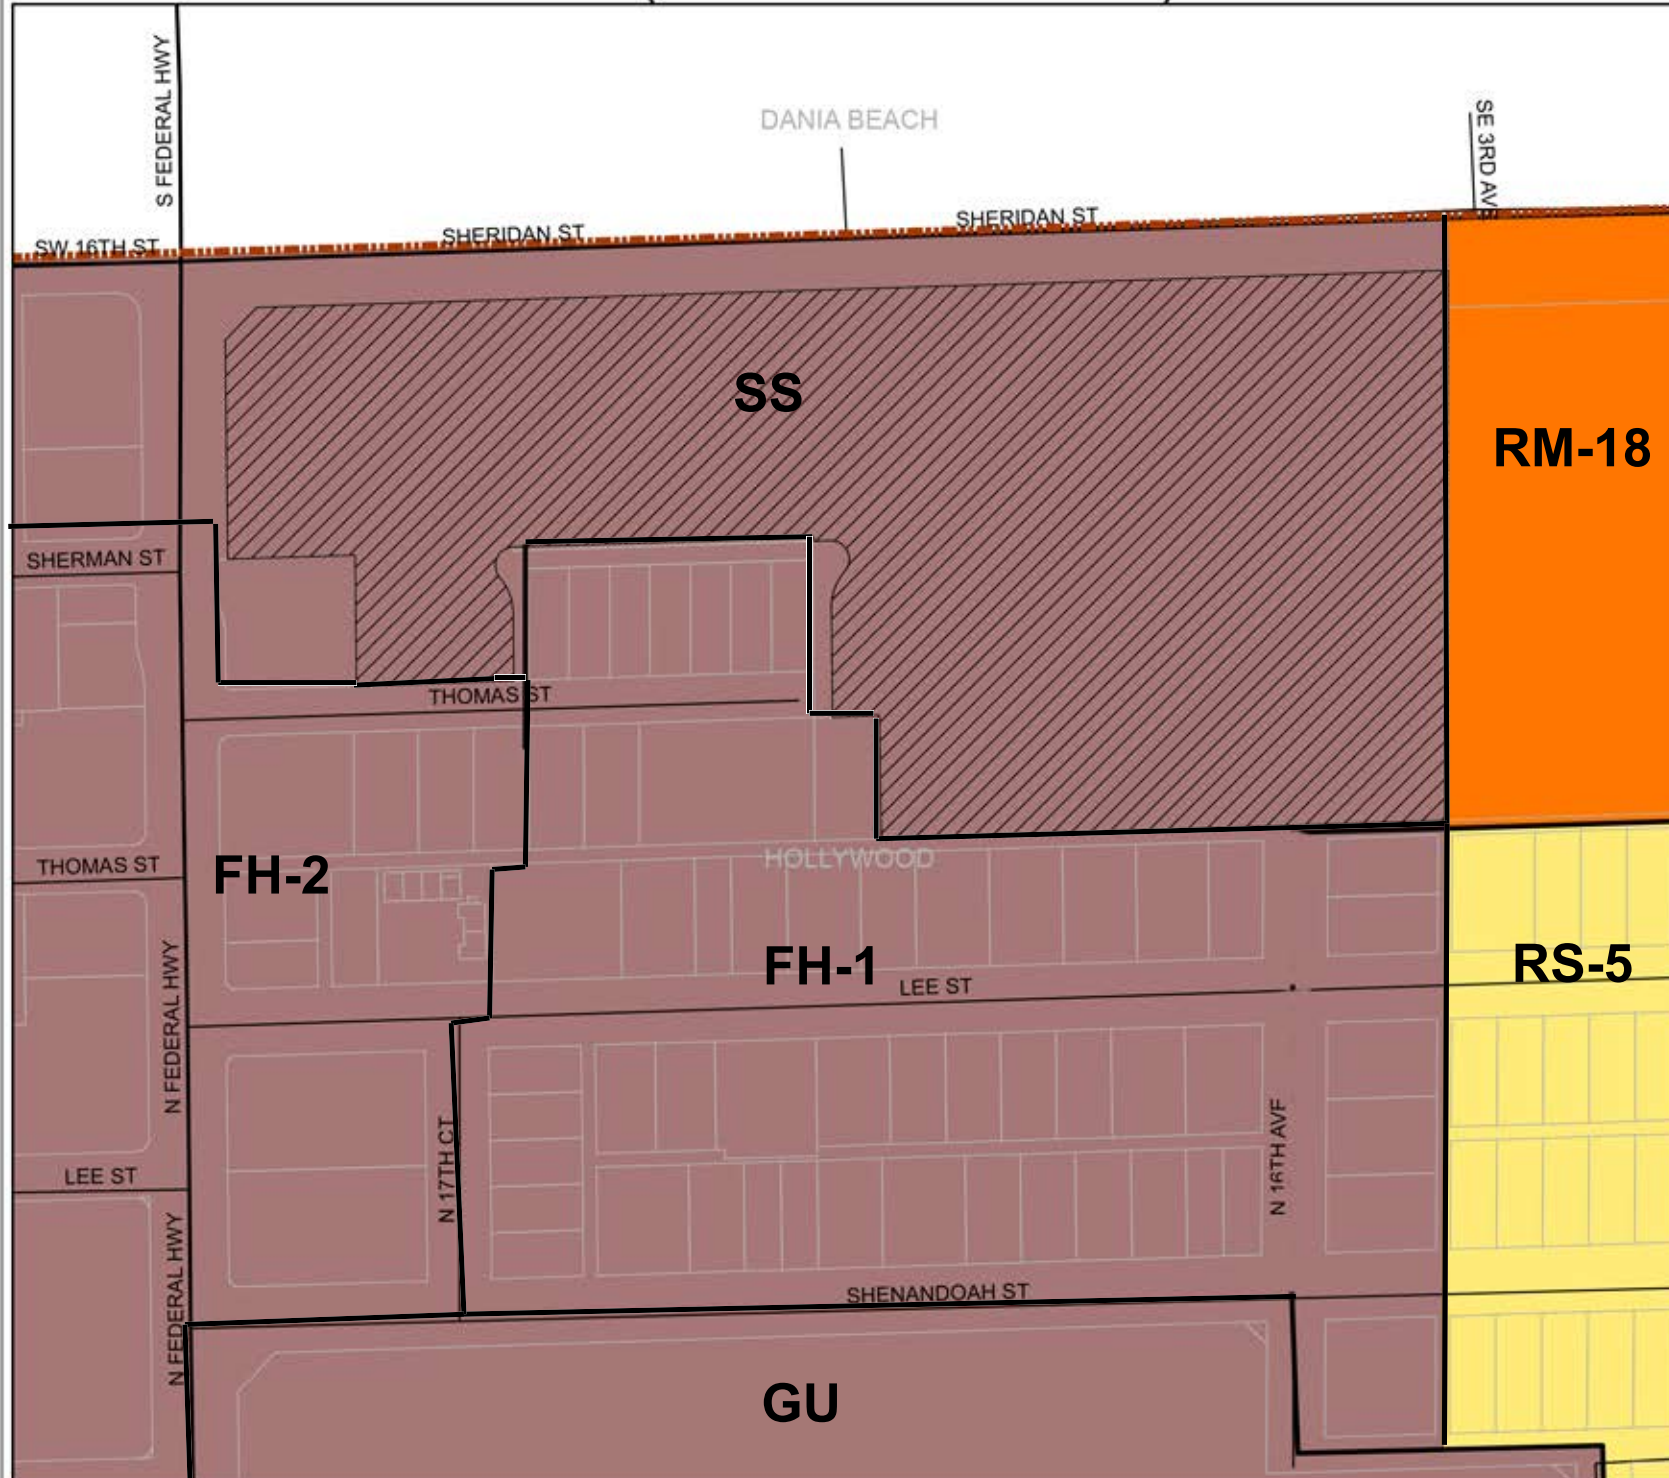 S FEDERAL HWY
DANIA BEACH
SE 3RD AVE
SW 16TH ST
SHERIDAN ST
SHERIDAN ST
SS
RM-18
SHERMAN ST
THOMAS ST
THOMAS ST
FH-2
HOLLYWOOD
FH-1
RS-5
LEE ST
N FEDERAL HWY
N 17TH CT
N 16TH AVE
LEE ST
N FEDERAL HWY
SHENANDOAH ST
GU